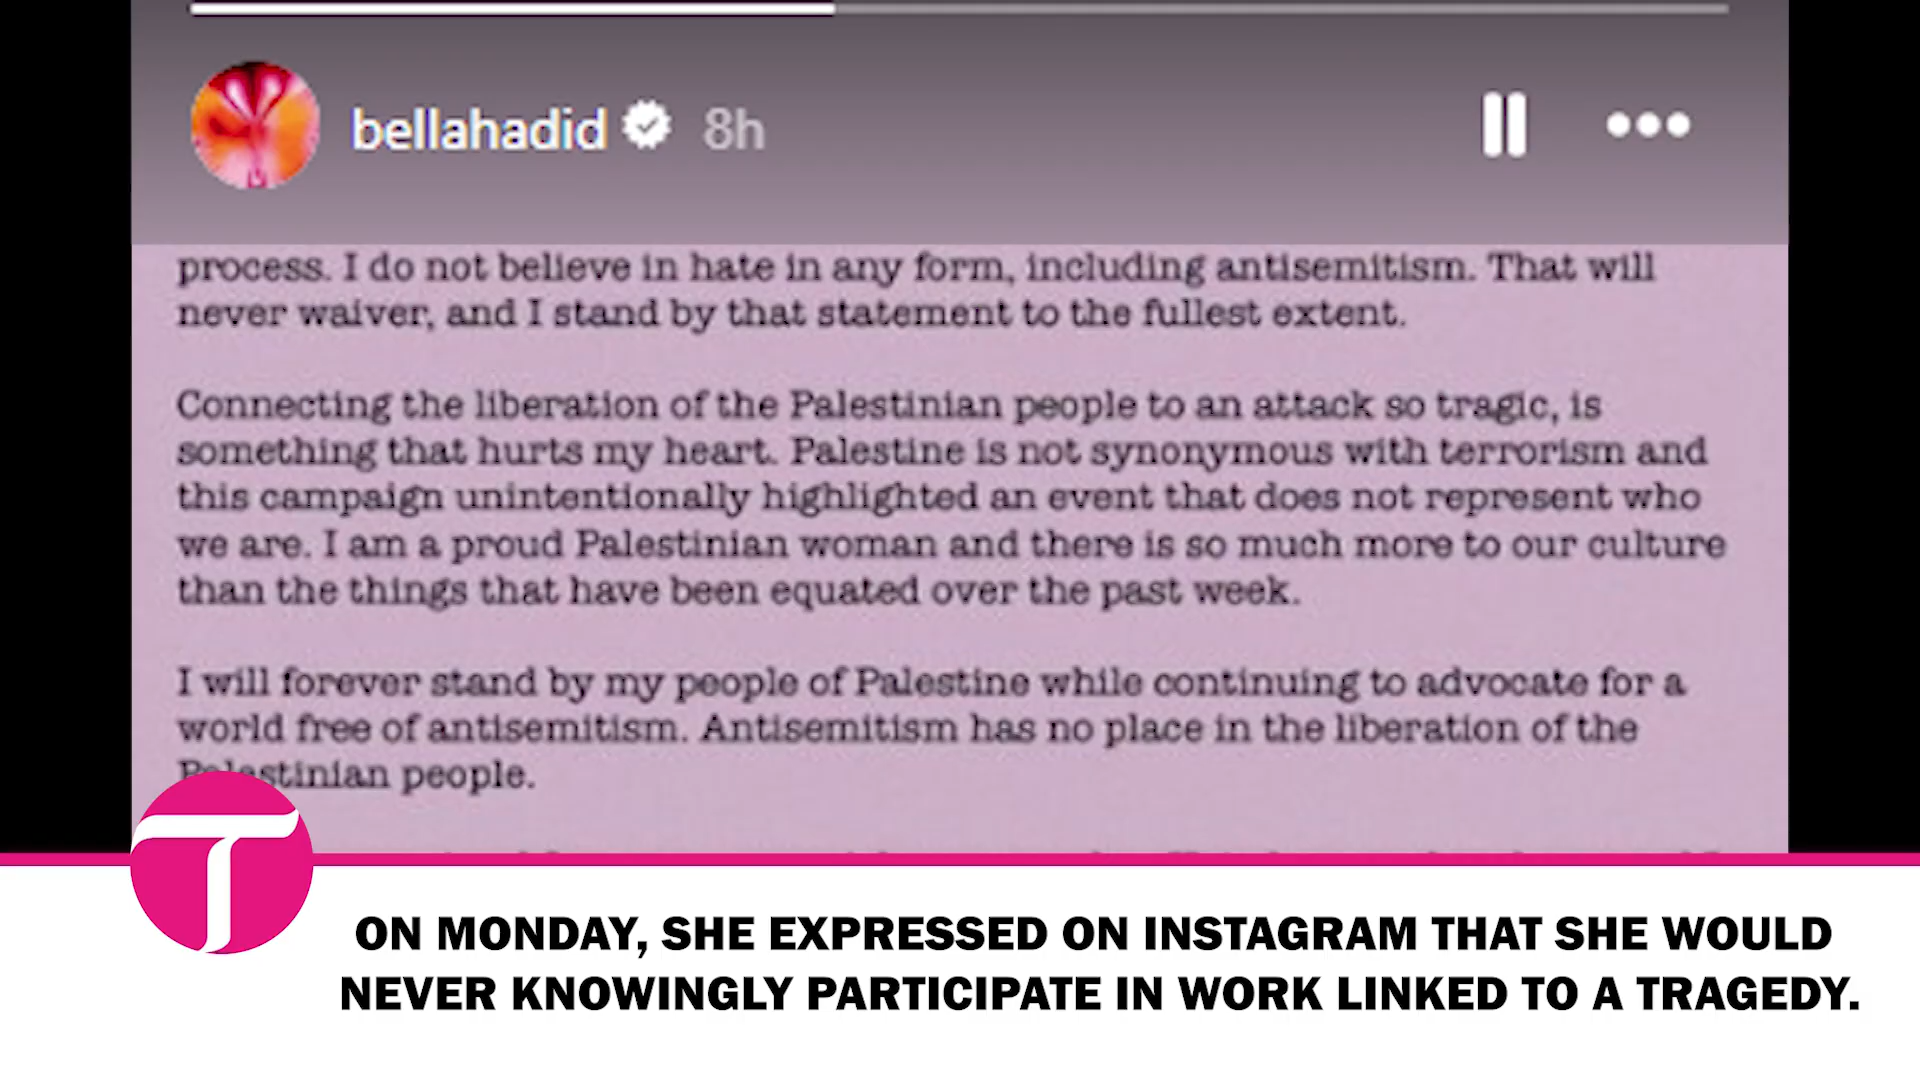 bellahadid 8h
process. I do not believe in hate in any form, including antisemitism. That will
never waiver, and I stand by that statement to the fullest extent.
Connecting the liberation of the Palestinian people to an attack so tragic, is
something that hurts my heart. Palestine is not synonymous with terrorism and
this campaign unintentionally highlighted an event that does not represent who
we are. I am a proud Palestinian woman and there is so much more to our culture
than the things that have been equated over the past week.
I will forever stand by my people of Palestine while continuing to advocate for a
world free of antisemitism. Antisemitism has no place in the liberation of the
Palestinian people.
T
ON MONDAY, SHE EXPRESSED ON INSTAGRAM THAT SHE WOULD
NEVER KNOWINGLY PARTICIPATE IN WORK LINKED TO A TRAGEDY.